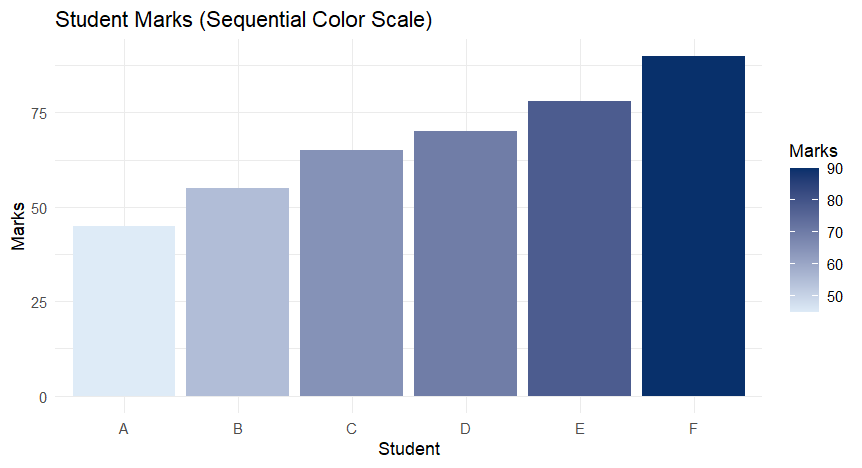 Student Marks (Sequential Color Scale)
Marks
75
50
25
0
A B C D E F
Student
Marks
90
80
70
60
50